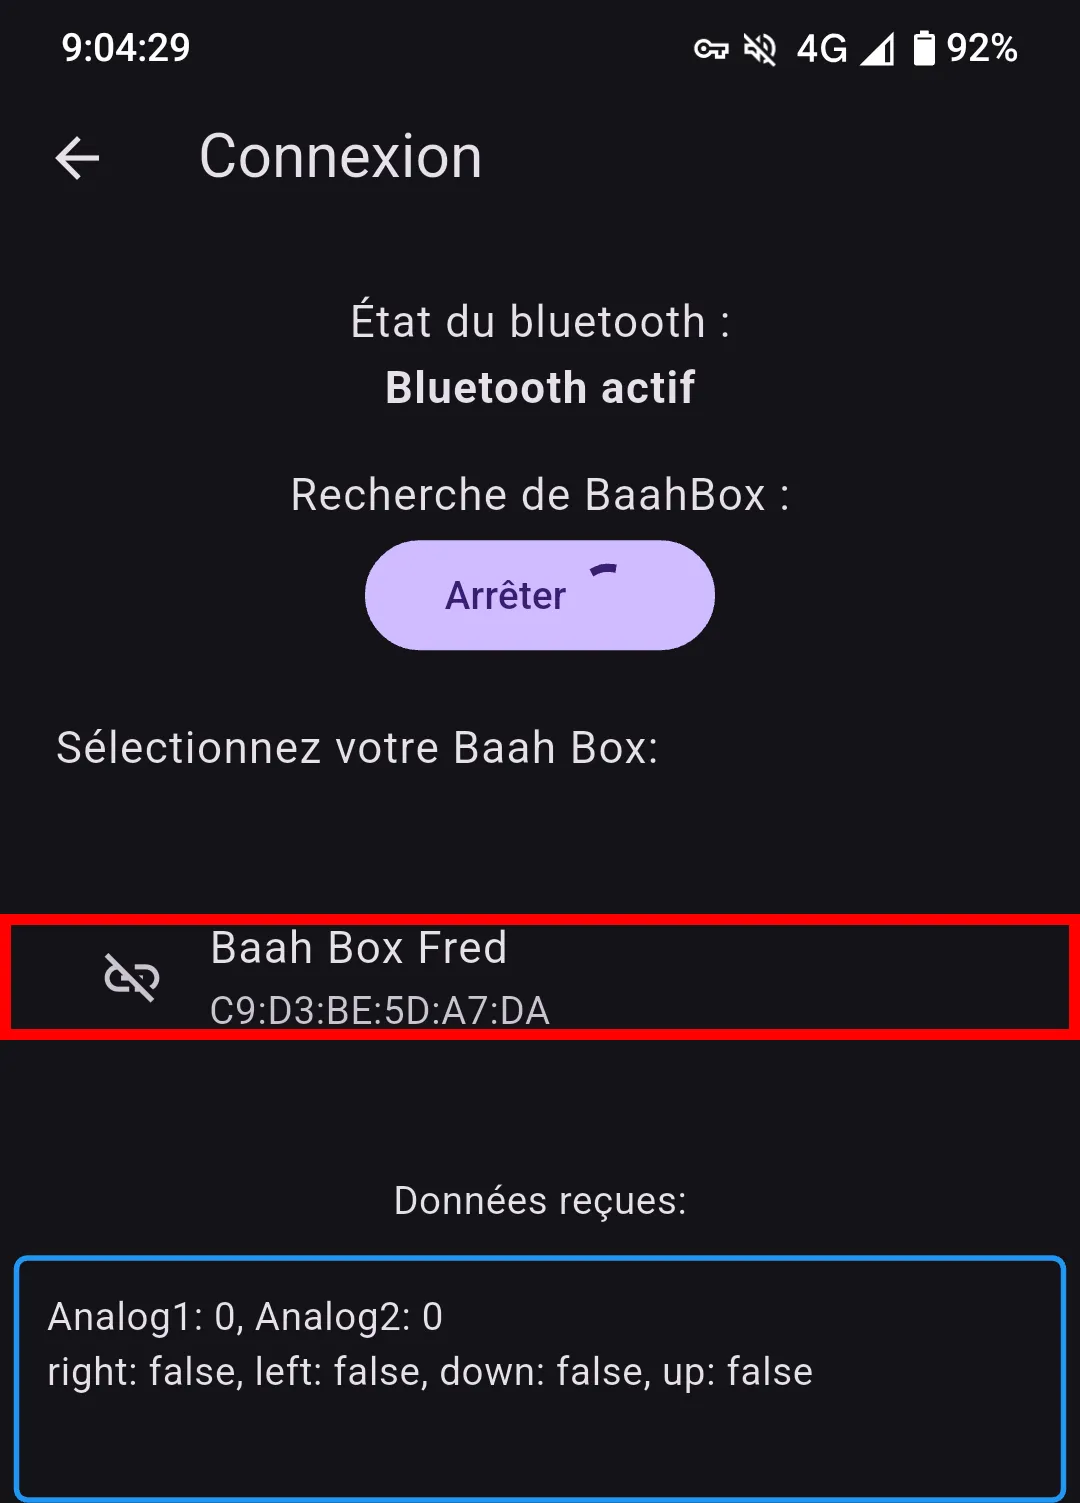 9:04:29 4G 92%
Connexion
État du bluetooth :
Bluetooth actif
Recherche de BaahBox :
Arrêter
Sélectionnez votre Baah Box:
Baah Box Fred
C9:D3:BE:5D:A7:DA
Données reçues:
Analog1: 0, Analog2: 0
right: false, left: false, down: false, up: false